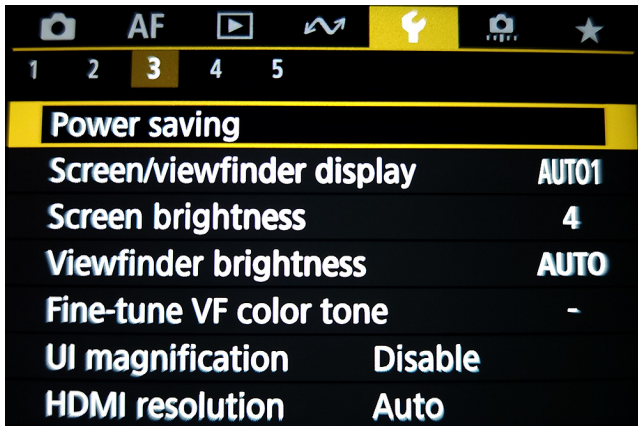 AF
1 2 3 4 5
Power saving
Screen/viewfinder display AUTO1
Screen brightness 4
Viewfinder brightness AUTO
Fine-tune VF color tone -
UI magnification Disable
HDMI resolution Auto